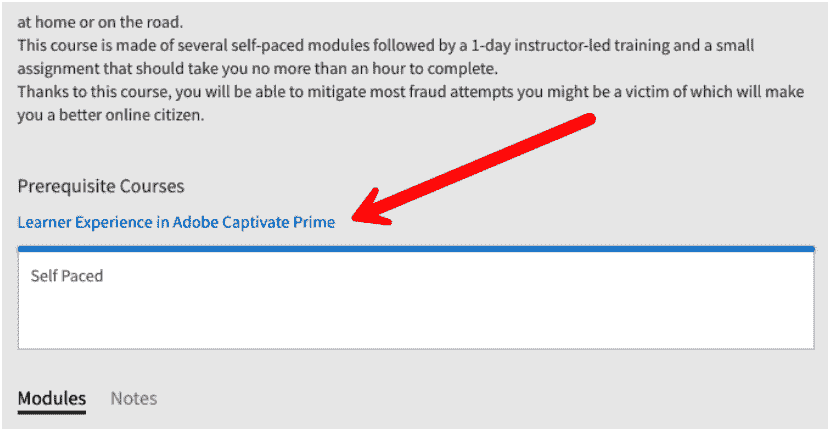 at home or on the road.
This course is made of several self-paced modules followed by a 1-day instructor-led training and a small
assignment that should take you no more than an hour to complete.
Thanks to this course, you will be able to mitigate most fraud attempts you might be a victim of which will make
you a better online citizen.
Prerequisite Courses
Learner Experience in Adobe Captivate Prime
Self Paced
Modules Notes